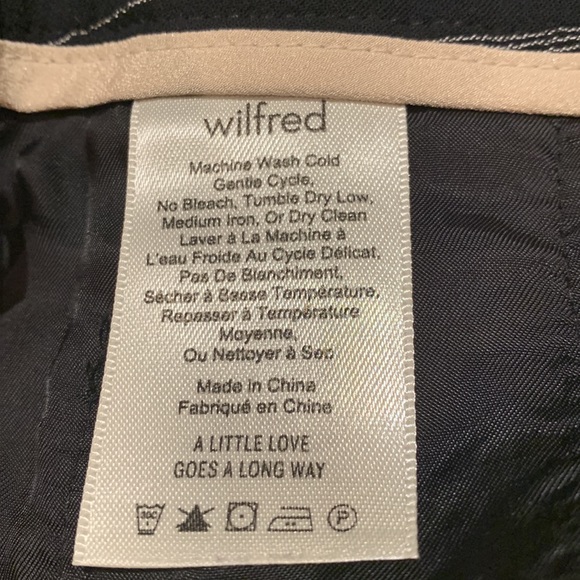 wilfred
Machine Wash Cold
Gentle Cycle,
No Bleach, Tumble Dry Low,
Medium Iron, Or Dry Clean
Laver à La Machine à
L'eau Froide Au Cycle Délicat,
Pas De Blanchiment,
Sécher à Basse Température,
Repasser à Température
Moyenne,
Ou Nettoyer à Sec
Made in China
Fabriqué en Chine
A LITTLE LOVE
GOES A LONG WAY
30C P